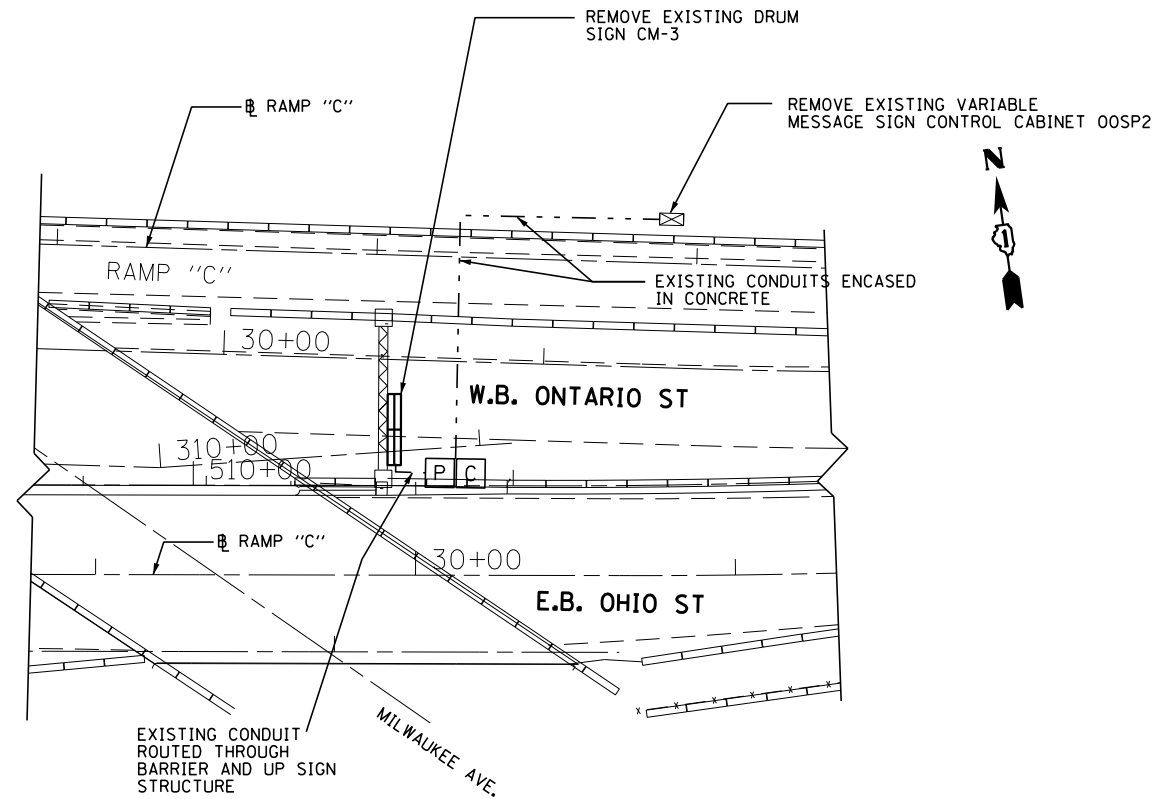 REMOVE EXISTING DRUM
SIGN CM-3
℄ RAMP "C"
REMOVE EXISTING VARIABLE
MESSAGE SIGN CONTROL CABINET 00SP2
N
1
RAMP "C"
EXISTING CONDUITS ENCASED
IN CONCRETE
30+00
W.B. ONTARIO ST
310+00
510+00
P C
℄ RAMP "C"
30+00
E.B. OHIO ST
EXISTING CONDUIT
ROUTED THROUGH
BARRIER AND UP SIGN
STRUCTURE
MILWAUKEE AVE.
x x x x x x